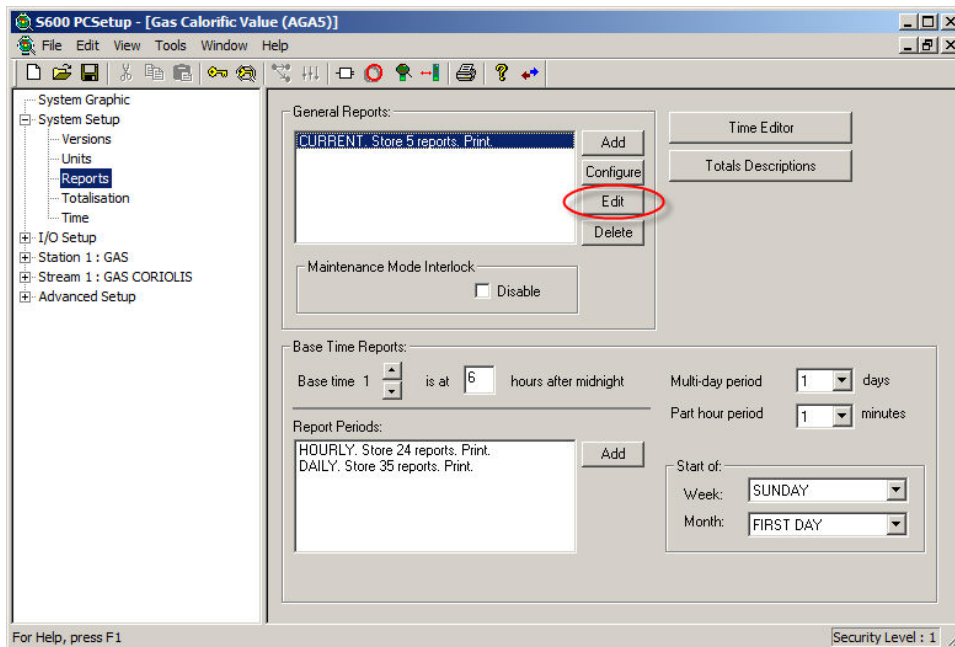 S600 PCSetup - [Gas Calorific Value (AGA5)]
File Edit View Tools Window Help
System Graphic
System Setup
Versions
Units
Reports
Totalisation
Time
I/O Setup
Station 1 : GAS
Stream 1 : GAS CORIOLIS
Advanced Setup
General Reports:
CURRENT. Store 5 reports. Print.
Add
Configure
Edit
Delete
Time Editor
Totals Descriptions
Maintenance Mode Interlock
Disable
Base Time Reports:
Base time 1 is at 6 hours after midnight
Multi-day period 1 days
Part hour period 1 minutes
Report Periods:
HOURLY. Store 24 reports. Print.
DAILY. Store 35 reports. Print.
Add
Start of:
Week: SUNDAY
Month: FIRST DAY
For Help, press F1
Security Level : 1